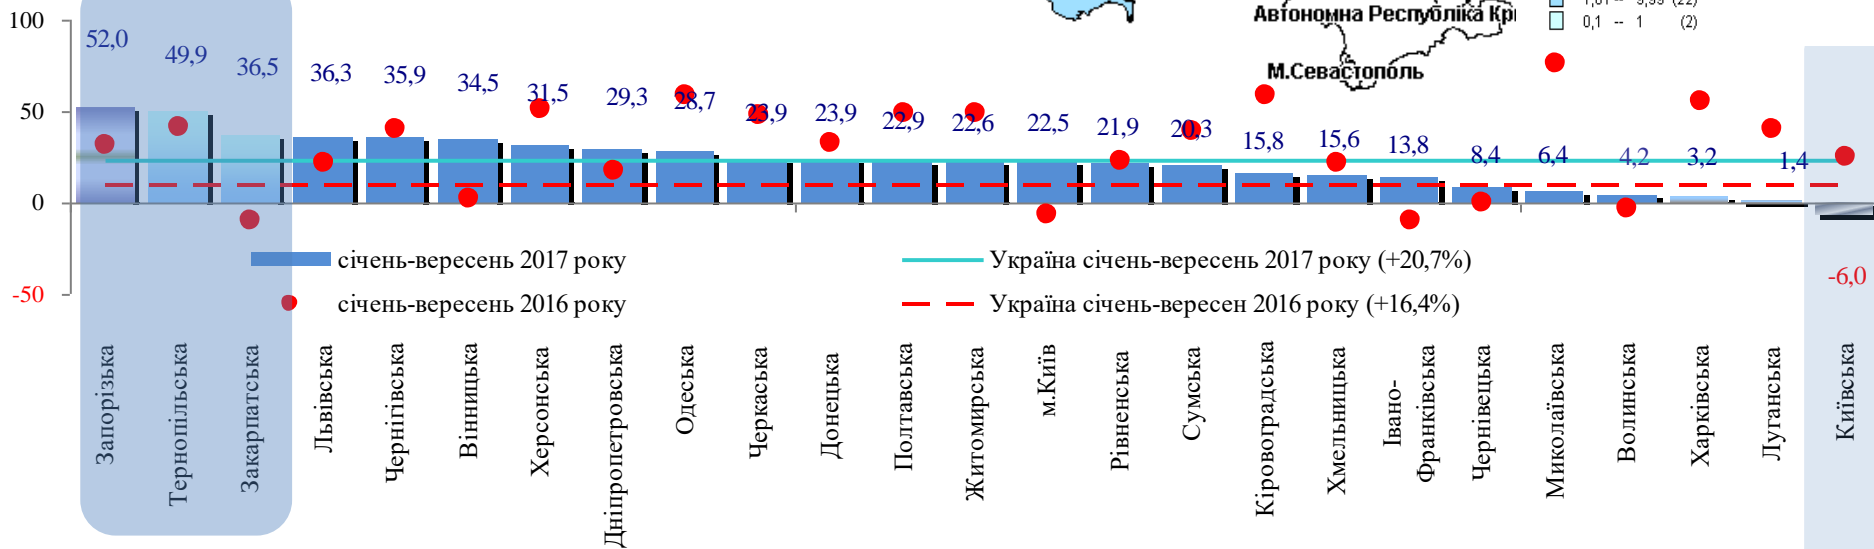 100
50
0
-50
Автономна Республіка Кр
М.Севастополь
9,99 (22)
0,1 -- 1 (2)
52,0
49,9
36,5
36,3
35,9
34,5
31,5
29,3
28,7
23,9
23,9
22,9
22,6
22,5
21,9
20,3
15,8
15,6
13,8
8,4
6,4
4,2
3,2
1,4
-6,0
січень-вересень 2017 року
Україна січень-вересень 2017 року (+20,7%)
січень-вересень 2016 року
Україна січень-вересен 2016 року (+16,4%)
Запорізька
Тернопільська
Закарпатська
Львівська
Чернігівська
Вінницька
Херсонська
Дніпропетровська
Одеська
Черкаська
Донецька
Полтавська
Житомирська
м.Київ
Рівненська
Сумська
Кіровоградська
Хмельницька
Івано-
Франківська
Чернівецька
Миколаївська
Волинська
Харківська
Луганська
Київська